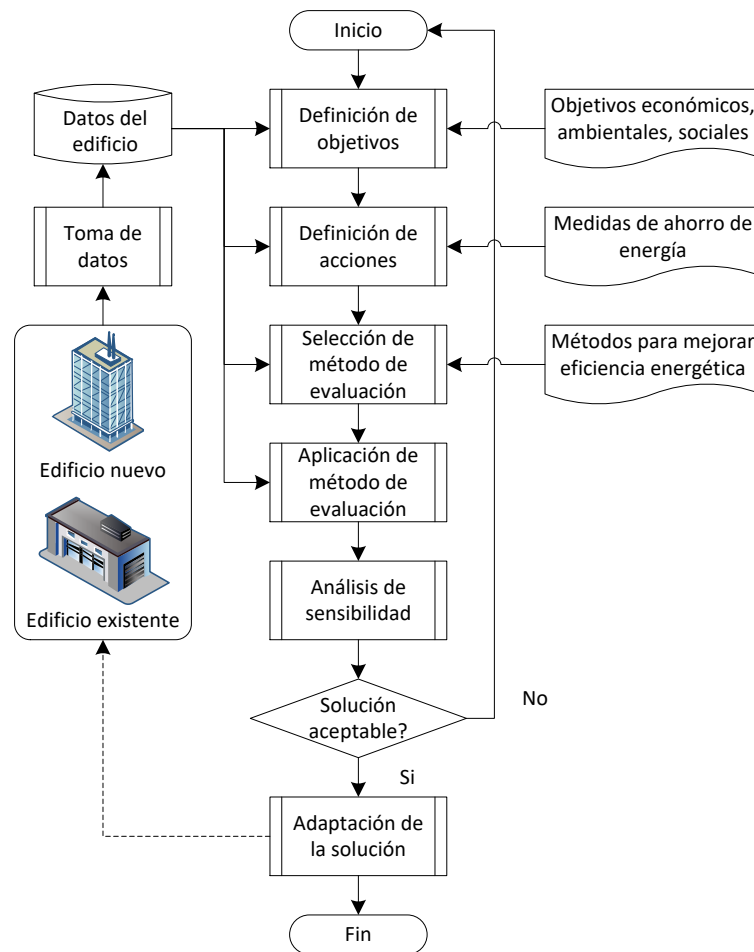 Inicio
Datos del
edificio
Definición de
objetivos
Objetivos económicos,
ambientales, sociales
Toma de
datos
Definición de
acciones
Medidas de ahorro de
energía
Selección de
método de
evaluación
Métodos para mejorar
eficiencia energética
Edificio nuevo
Aplicación de
método de
evaluación
Edificio existente
Análisis de
sensibilidad
Solución
aceptable?
No
Si
Adaptación de
la solución
Fin